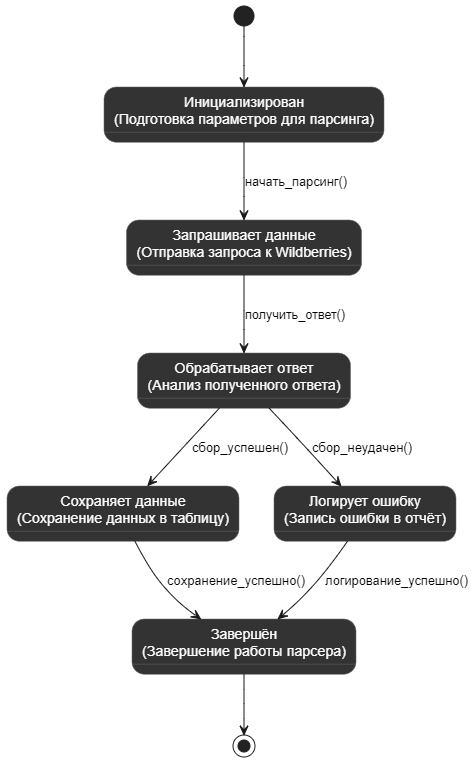 Инициализирован
(Подготовка параметров для парсинга)
начать_парсинг()
Запрашивает данные
(Отправка запроса к Wildberries)
получить_ответ()
Обрабатывает ответ
(Анализ полученного ответа)
сбор_успешен()
сбор_неудачен()
Сохраняет данные
(Сохранение данных в таблицу)
Логирует ошибку
(Запись ошибки в отчёт)
сохранение_успешно()
логирование_успешно()
Завершён
(Завершение работы парсера)